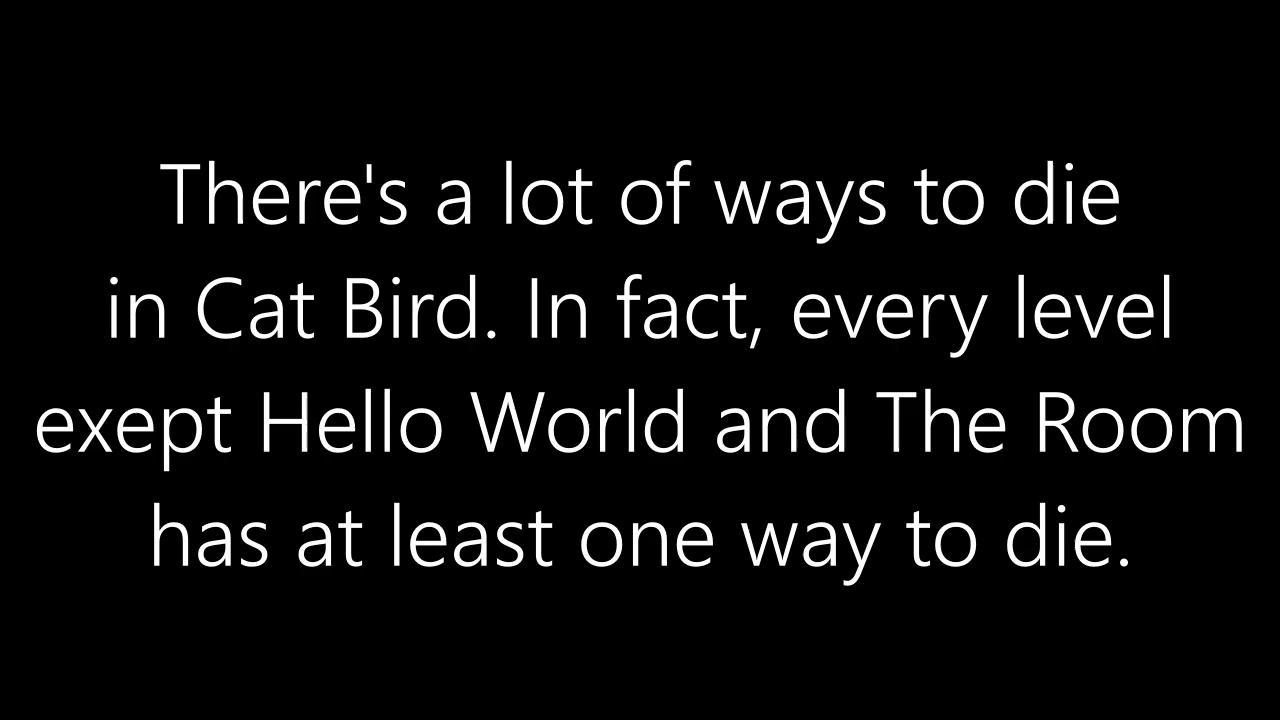 There's a lot of ways to die
in Cat Bird. In fact, every level
exept Hello World and The Room
has at least one way to die.